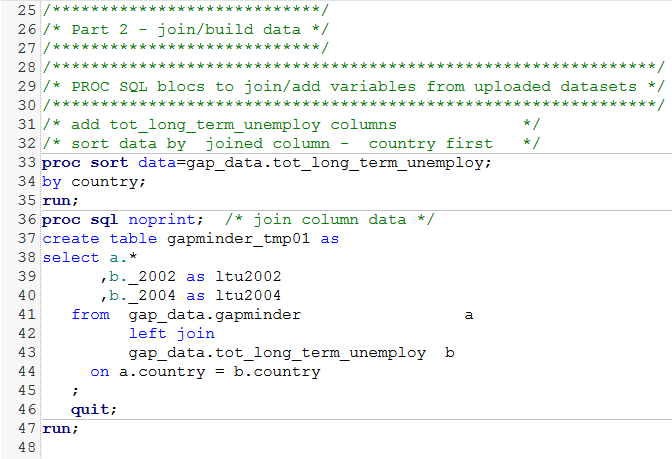 25 /*****************************/
26 /* Part 2 - join/build data */
27 /*****************************/
28 /*****************************************************************/
29 /* PROC SQL blocs to join/add variables from uploaded datasets */
30 /*****************************************************************/
31 /* add tot_long_term_unemploy columns              */
32 /* sort data by  joined column -  country first   */
33 proc sort data=gap_data.tot_long_term_unemploy;
34 by country;
35 run;
36 proc sql noprint;  /* join column data */
37 create table gapminder_tmp01 as
38 select a.*
39       ,b._2002 as ltu2002
40       ,b._2004 as ltu2004
41    from  gap_data.gapminder                 a
42          left join
43          gap_data.tot_long_term_unemploy  b
44      on a.country = b.country
45    ;
46    quit;
47 run;
48